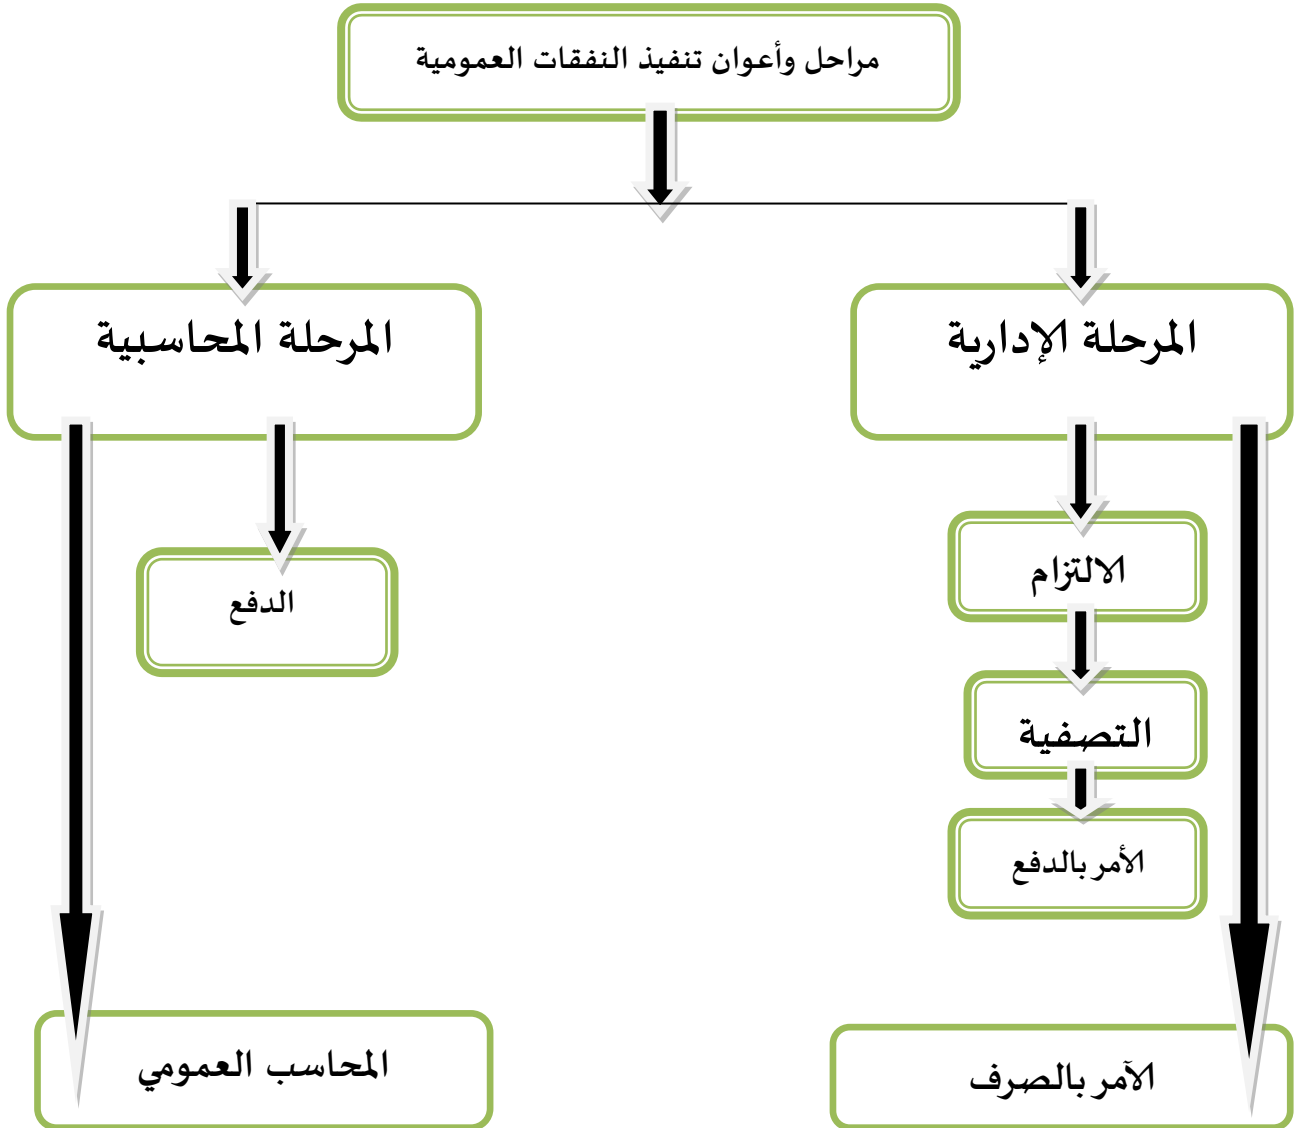 مراحل وأعوان تنفيذ النفقات العمومية
المرحلة الإدارية
المرحلة المحاسبية
الالتزام
الدفع
التصفية
الأمر بالدفع
الآمر بالصرف
المحاسب العمومي